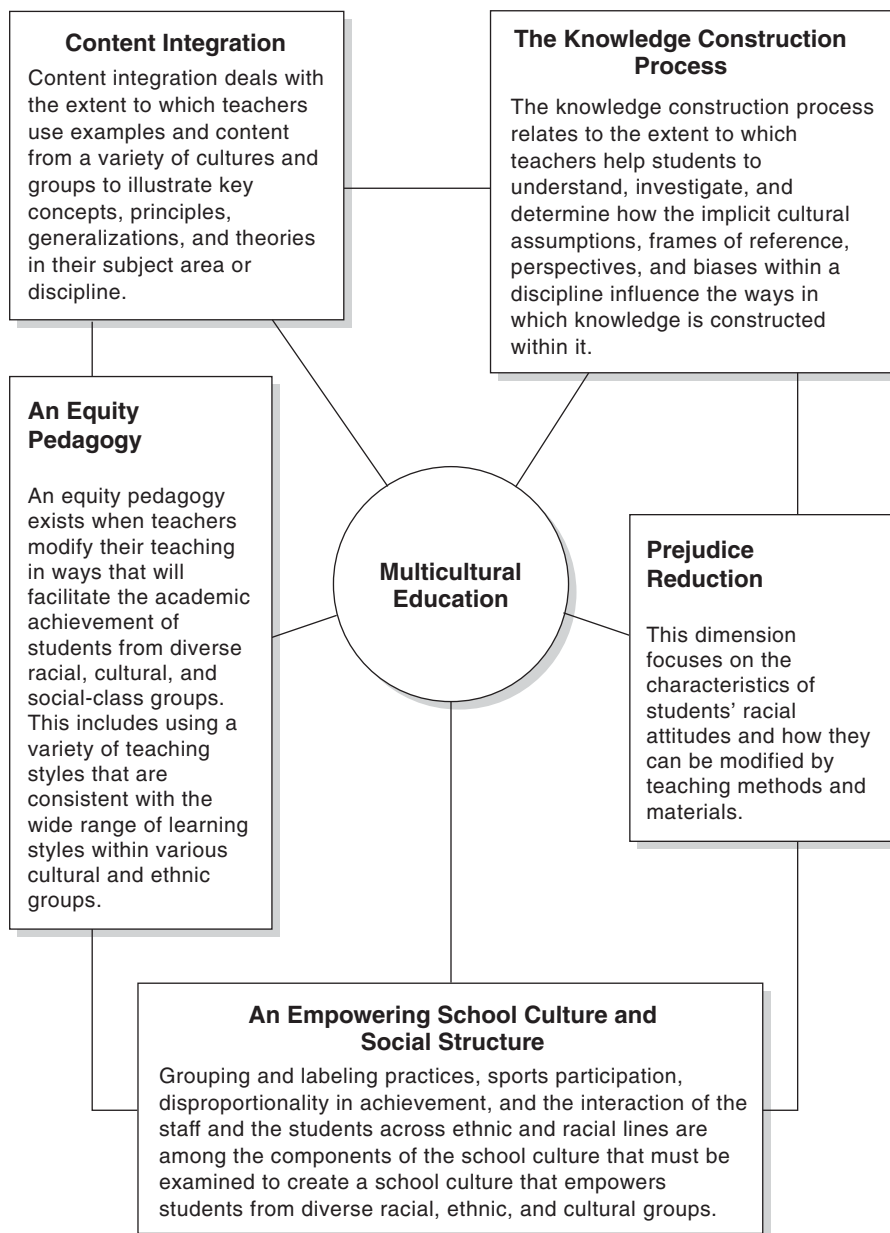 Content Integration
Content integration deals with
the extent to which teachers
use examples and content
from a variety of cultures and
groups to illustrate key
concepts, principles,
generalizations, and theories
in their subject area or
discipline.
The Knowledge Construction
Process
The knowledge construction process
relates to the extent to which
teachers help students to
understand, investigate, and
determine how the implicit cultural
assumptions, frames of reference,
perspectives, and biases within a
discipline influence the ways in
which knowledge is constructed
within it.
An Equity
Pedagogy
An equity pedagogy
exists when teachers
modify their teaching
in ways that will
facilitate the academic
achievement of
students from diverse
racial, cultural, and
social-class groups.
This includes using a
variety of teaching
styles that are
consistent with the
wide range of learning
styles within various
cultural and ethnic
groups.
Multicultural
Education
Prejudice
Reduction
This dimension
focuses on the
characteristics of
students’ racial
attitudes and how they
can be modified by
teaching methods and
materials.
An Empowering School Culture and
Social Structure
Grouping and labeling practices, sports participation,
disproportionality in achievement, and the interaction of the
staff and the students across ethnic and racial lines are
among the components of the school culture that must be
examined to create a school culture that empowers
students from diverse racial, ethnic, and cultural groups.